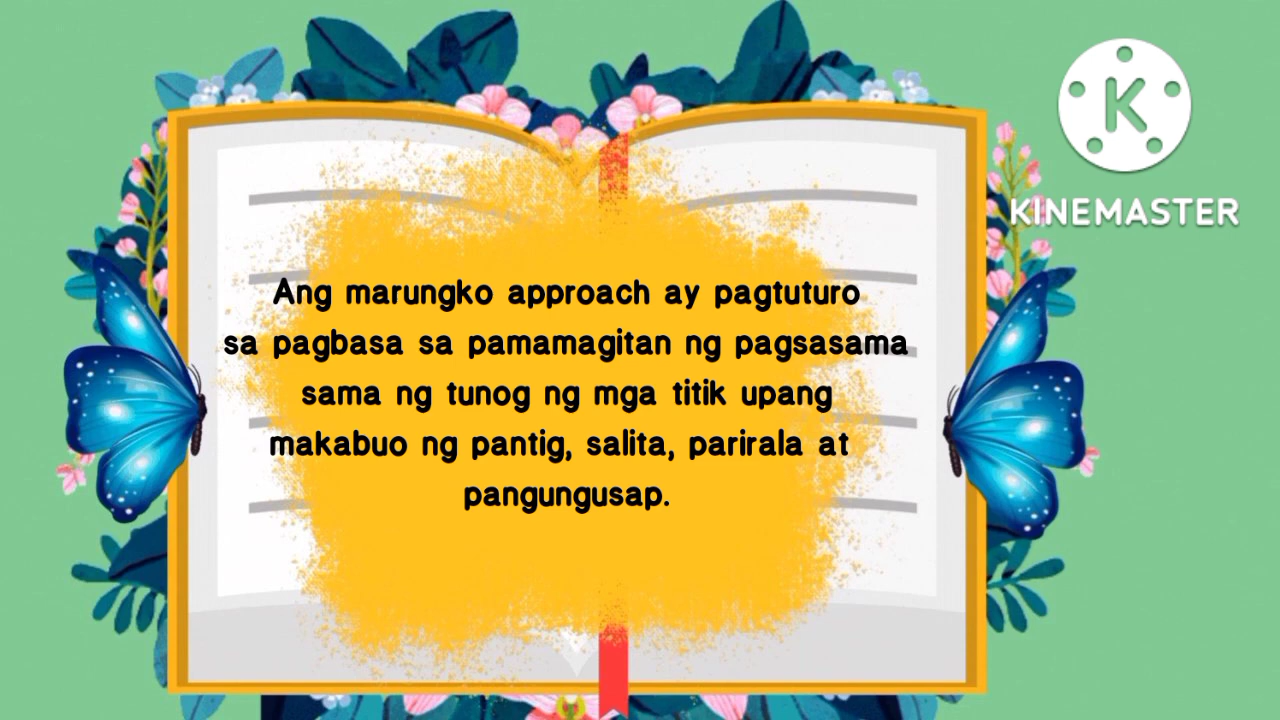 Ang marungko approach ay pagtuturo
sa pagbasa sa pamamagitan ng pagsasama
sama ng tunog ng mga titik upang
makabuo ng pantig, salita, parirala at
pangungusap.
K
KINEMASTER